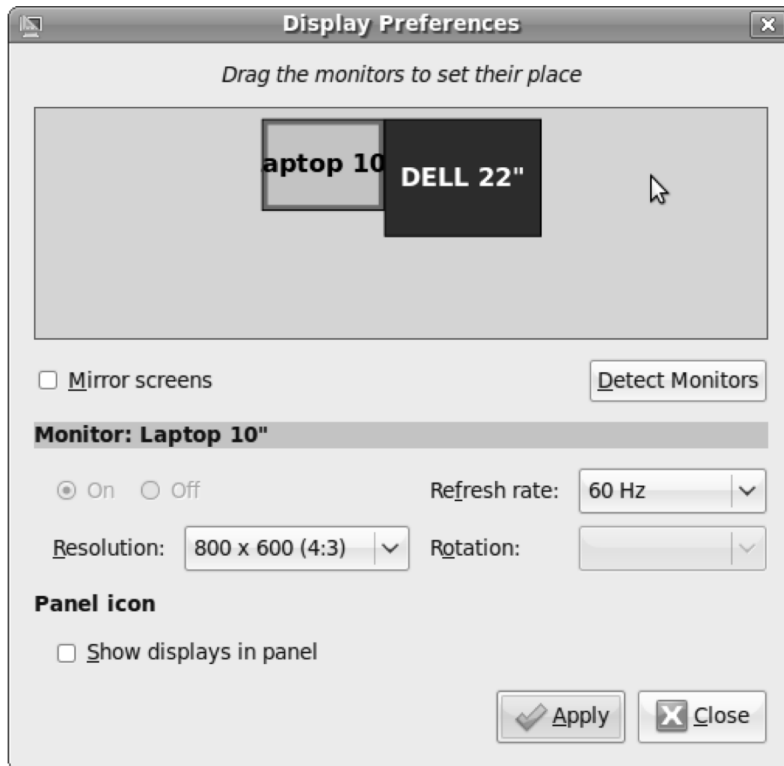 Display Preferences
Drag the monitors to set their place
aptop 10
DELL 22"
Mirror screens
Detect Monitors
Monitor: Laptop 10"
On Off Refresh rate: 60 Hz
Resolution: 800 x 600 (4:3) Rotation:
Panel icon
Show displays in panel
Apply Close